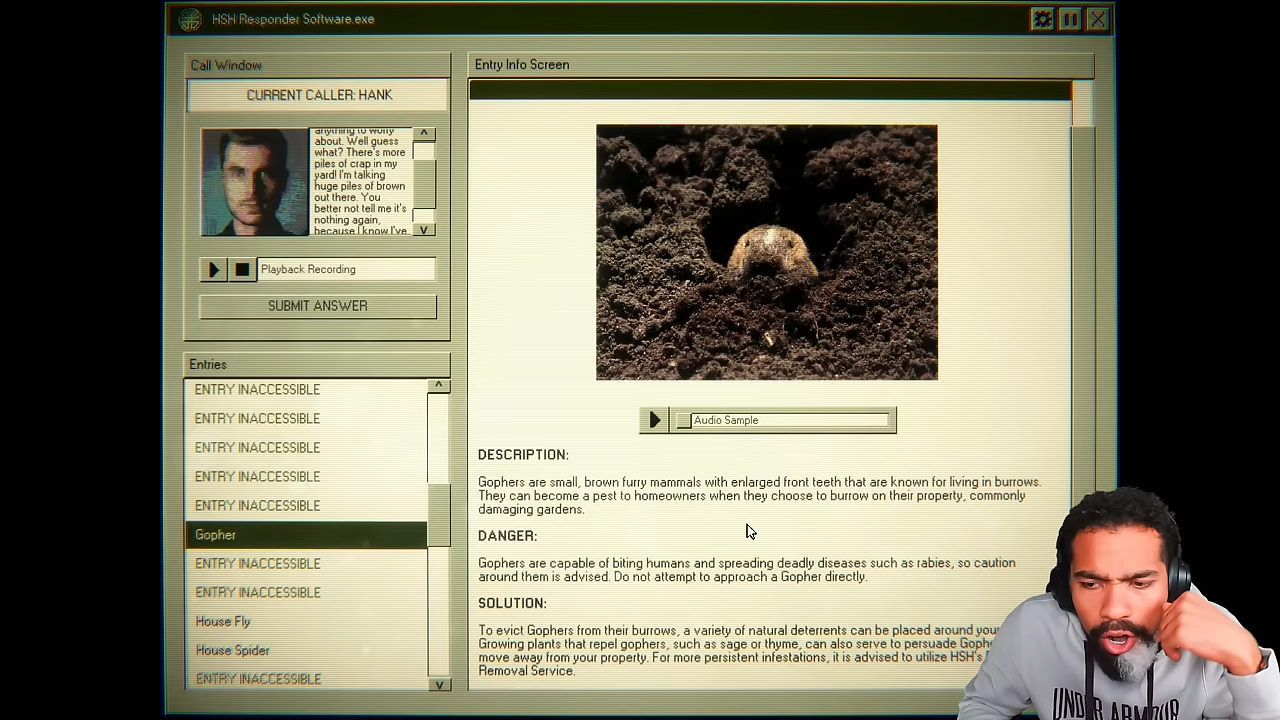 HSH Responder Software.exe
Call Window
CURRENT CALLER: HANK
anything to worry
about. Well guess
what? There's more
piles of crap in my
yard! I'm talking
huge piles of brown
out there. You
better not tell me it's
nothing again,
because I know I've
Playback Recording
SUBMIT ANSWER
Entries
ENTRY INACCESSIBLE
ENTRY INACCESSIBLE
ENTRY INACCESSIBLE
ENTRY INACCESSIBLE
ENTRY INACCESSIBLE
Gopher
ENTRY INACCESSIBLE
ENTRY INACCESSIBLE
House Fly
House Spider
ENTRY INACCESSIBLE
Entry Info Screen
Audio Sample
DESCRIPTION:
Gophers are small, brown furry mammals with enlarged front teeth that are known for living in burrows.
They can become a pest to homeowners when they choose to burrow on their property, commonly
damaging gardens.
DANGER:
Gophers are capable of biting humans and spreading deadly diseases such as rabies, so caution
around them is advised. Do not attempt to approach a Gopher directly.
SOLUTION:
To evict Gophers from their burrows, a variety of natural deterrents can be placed around you
Growing plants that repel gophers, such as sage or thyme, can also serve to persuade Goph
move away from your property. For more persistent infestations, it is advised to utilize HSH's
Removal Service.
UNDER ARMOUR